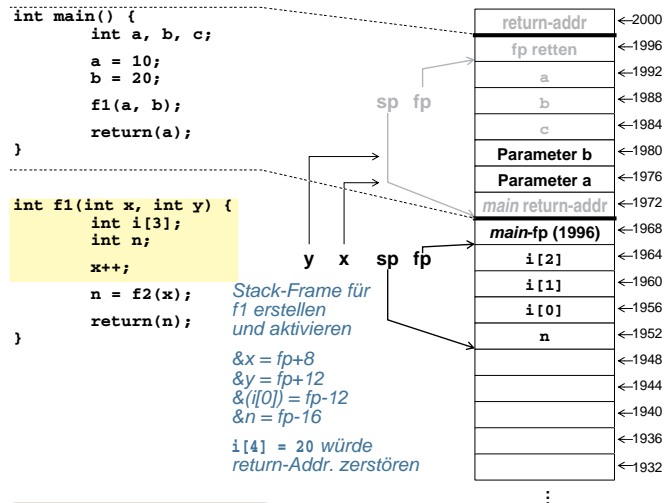 int main() {
int a, b, c;
a = 10;
b = 20;
f1(a, b);
return(a);
}
int f1(int x, int y) {
int i[3];
int n;
x++;
n = f2(x);
return(n);
}
sp fp
y x sp fp
Stack-Frame für
f1 erstellen
und aktivieren
&x = fp+8
&y = fp+12
&(i[0]) = fp-12
&n = fp-16
i[4] = 20 würde
return-Addr. zerstören
return-addr
2000
fp retten
1996
a
1992
b
1988
c
1984
Parameter b
1980
Parameter a
1976
main return-addr
1972
main-fp (1996)
1968
i[2]
1964
i[1]
1960
i[0]
1956
n
1952
1948
1944
1940
1936
1932
⋮